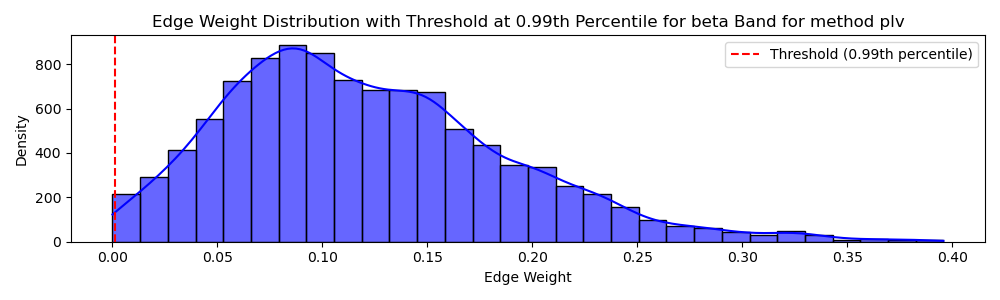 Edge Weight Distribution with Threshold at 0.99th Percentile for beta Band for method plv
Threshold (0.99th percentile)
Density
800
600
400
200
0
0.00 0.05 0.10 0.15 0.20 0.25 0.30 0.35 0.40
Edge Weight